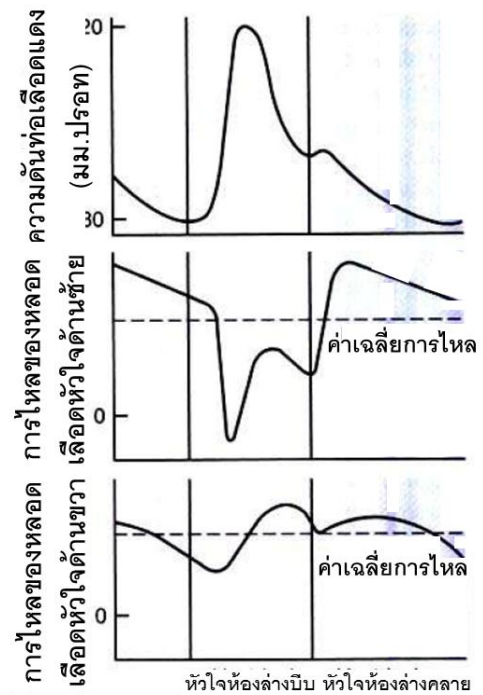 ความดันท่อเลือดแดง
(มม.ปรอท)
20
30
การไหลของหลอด
เลือดหัวใจด้านซ้าย
ค่าเฉลี่ยการไหล
0
การไหลของหลอด
เลือดหัวใจด้านขวา
ค่าเฉลี่ยการไหล
0
หัวใจห้องล่างบีบ หัวใจห้องล่างคลาย